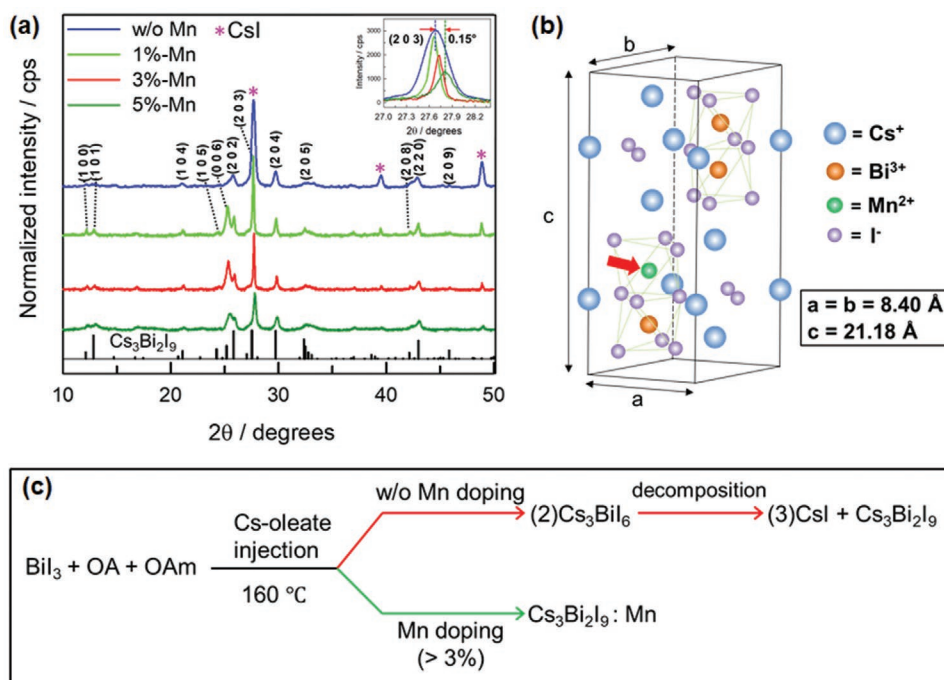 (a)
w/o Mn
1%-Mn
3%-Mn
5%-Mn
*CsI
(2 0 3)
0.15°
Intensity / cps
3000
2000
1000
0
27.0 27.3 27.6 27.9 28.2
2θ / degrees
Normalized intensity / cps
(1 0 0)
(1 0 1)
(1 0 4)
(1 0 5)
(0 0 6)
(2 0 2)
(2 0 3)
*
(2 0 4)
(2 0 5)
*
(2 0 8)
(2 2 0)
(2 0 9)
*
Cs3Bi2I9
10 20 30 40 50
2θ / degrees
(b)
b
c
a
= Cs⁺
= Bi³⁺
= Mn²⁺
= I⁻
a = b = 8.40 Å
c = 21.18 Å
(c)
BiI₃ + OA + OAm
Cs-oleate
injection
160 ℃
w/o Mn doping
(2)Cs₃BiI₆
decomposition
(3)CsI + Cs₃Bi₂I₉
Mn doping
(> 3%)
Cs₃Bi₂I₉ : Mn